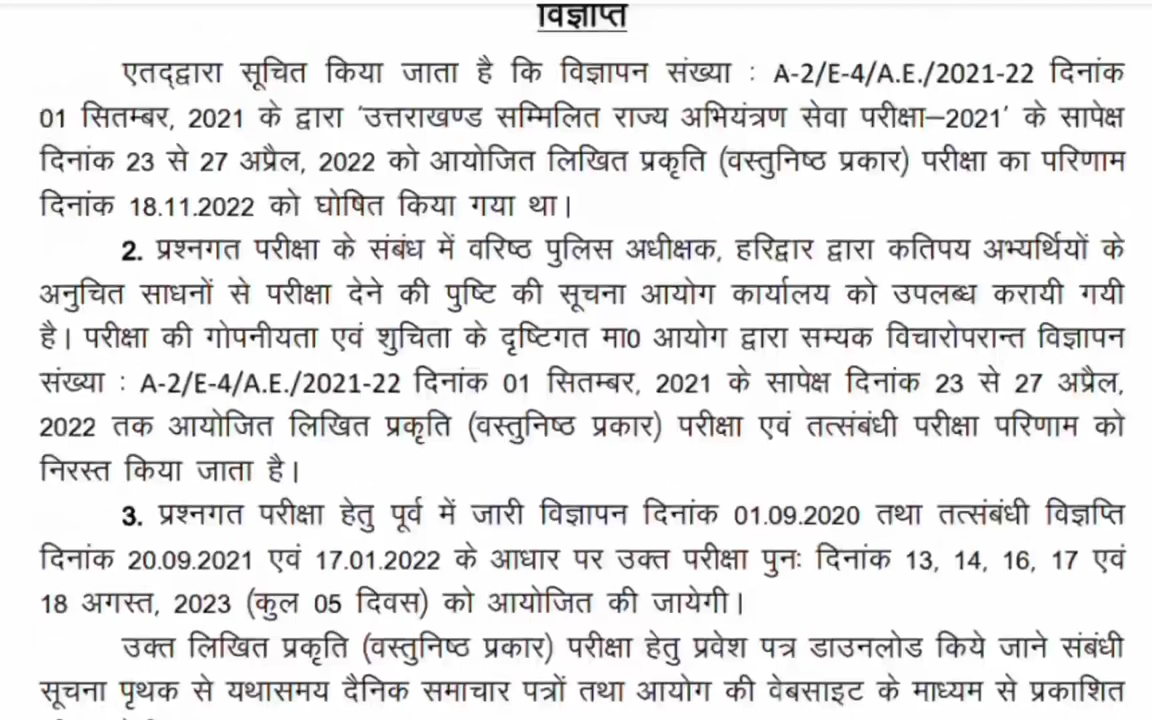 विज्ञप्ति
एतद्द्वारा सूचित किया जाता है कि विज्ञापन संख्या : A-2/E-4/A.E./2021-22 दिनांक
01 सितम्बर, 2021 के द्वारा ‘उत्तराखण्ड सम्मिलित राज्य अभियंत्रण सेवा परीक्षा–2021’ के सापेक्ष
दिनांक 23 से 27 अप्रैल, 2022 को आयोजित लिखित प्रकृति (वस्तुनिष्ठ प्रकार) परीक्षा का परिणाम
दिनांक 18.11.2022 को घोषित किया गया था।
2. प्रश्नगत परीक्षा के संबंध में वरिष्ठ पुलिस अधीक्षक, हरिद्वार द्वारा कतिपय अभ्यर्थियों के
अनुचित साधनों से परीक्षा देने की पुष्टि की सूचना आयोग कार्यालय को उपलब्ध करायी गयी
है। परीक्षा की गोपनीयता एवं शुचिता के दृष्टिगत मा0 आयोग द्वारा सम्यक विचारोपरान्त विज्ञापन
संख्या : A-2/E-4/A.E./2021-22 दिनांक 01 सितम्बर, 2021 के सापेक्ष दिनांक 23 से 27 अप्रैल,
2022 तक आयोजित लिखित प्रकृति (वस्तुनिष्ठ प्रकार) परीक्षा एवं तत्संबंधी परीक्षा परिणाम को
निरस्त किया जाता है।
3. प्रश्नगत परीक्षा हेतु पूर्व में जारी विज्ञापन दिनांक 01.09.2020 तथा तत्संबंधी विज्ञप्ति
दिनांक 20.09.2021 एवं 17.01.2022 के आधार पर उक्त परीक्षा पुनः दिनांक 13, 14, 16, 17 एवं
18 अगस्त, 2023 (कुल 05 दिवस) को आयोजित की जायेगी।
उक्त लिखित प्रकृति (वस्तुनिष्ठ प्रकार) परीक्षा हेतु प्रवेश पत्र डाउनलोड किये जाने संबंधी
सूचना पृथक से यथासमय दैनिक समाचार पत्रों तथा आयोग की वेबसाइट के माध्यम से प्रकाशित